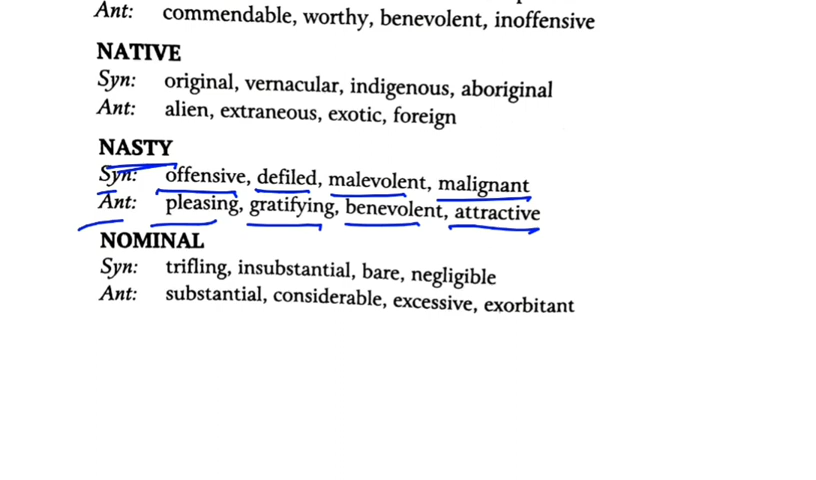 Ant: commendable, worthy, benevolent, inoffensive
NATIVE
Syn: original, vernacular, indigenous, aboriginal
Ant: alien, extraneous, exotic, foreign
NASTY
Syn: offensive, defiled, malevolent, malignant
Ant: pleasing, gratifying, benevolent, attractive
NOMINAL
Syn: trifling, insubstantial, bare, negligible
Ant: substantial, considerable, excessive, exorbitant